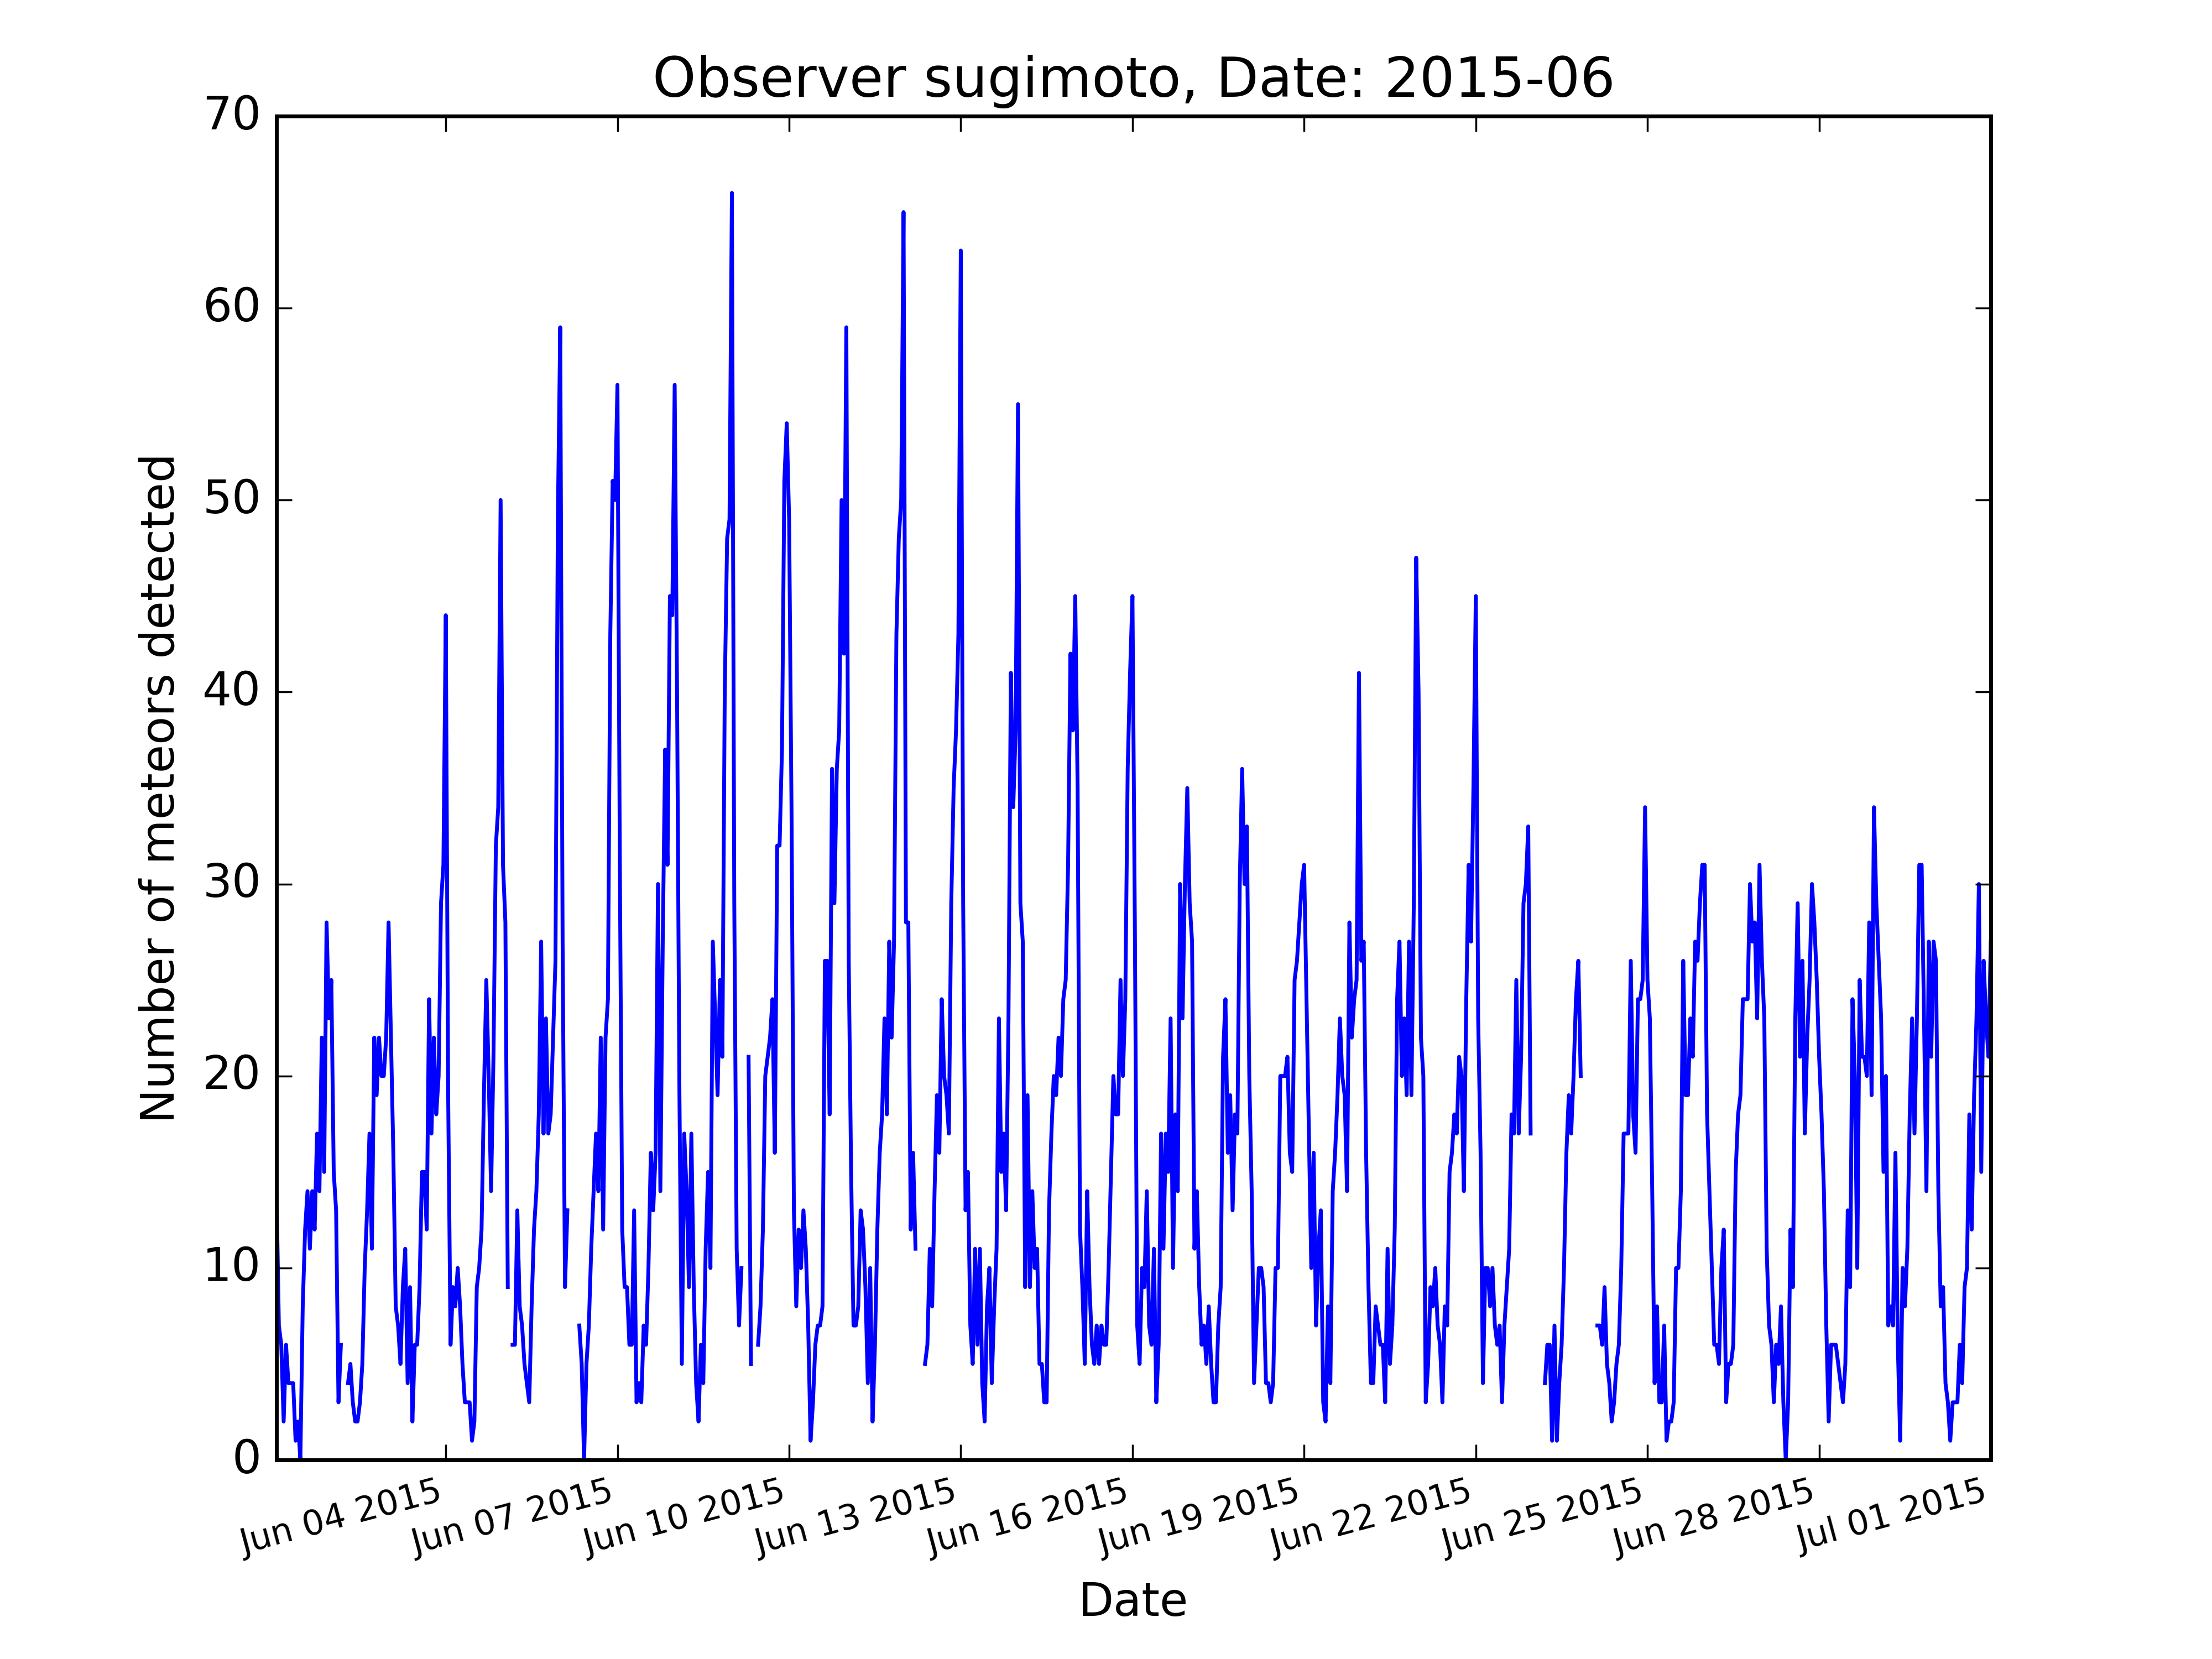 Observer sugimoto, Date: 2015-06
70
60
50
40
30
20
10
0
Number of meteors detected
Jun 04 2015
Jun 07 2015
Jun 10 2015
Jun 13 2015
Jun 16 2015
Jun 19 2015
Jun 22 2015
Jun 25 2015
Jun 28 2015
Jul 01 2015
Date